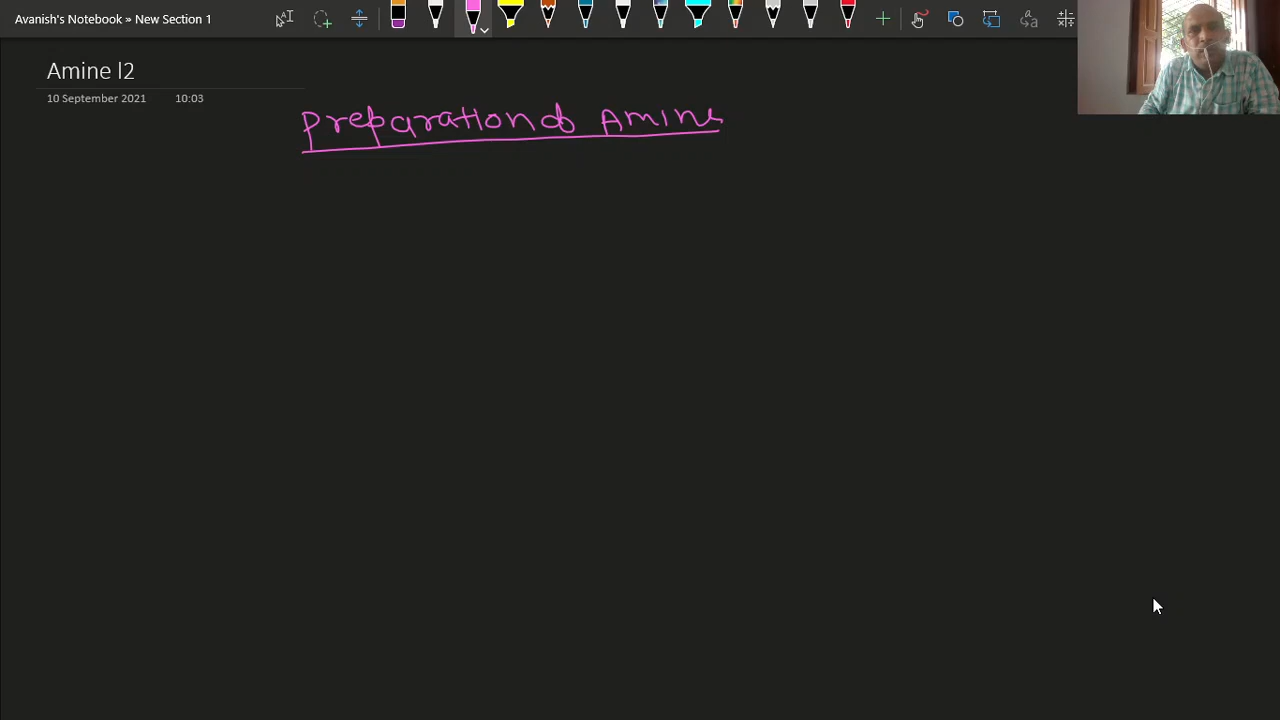 Avanish's Notebook » New Section 1
Amine l2
10 September 2021 10:03
Preparation of Amine